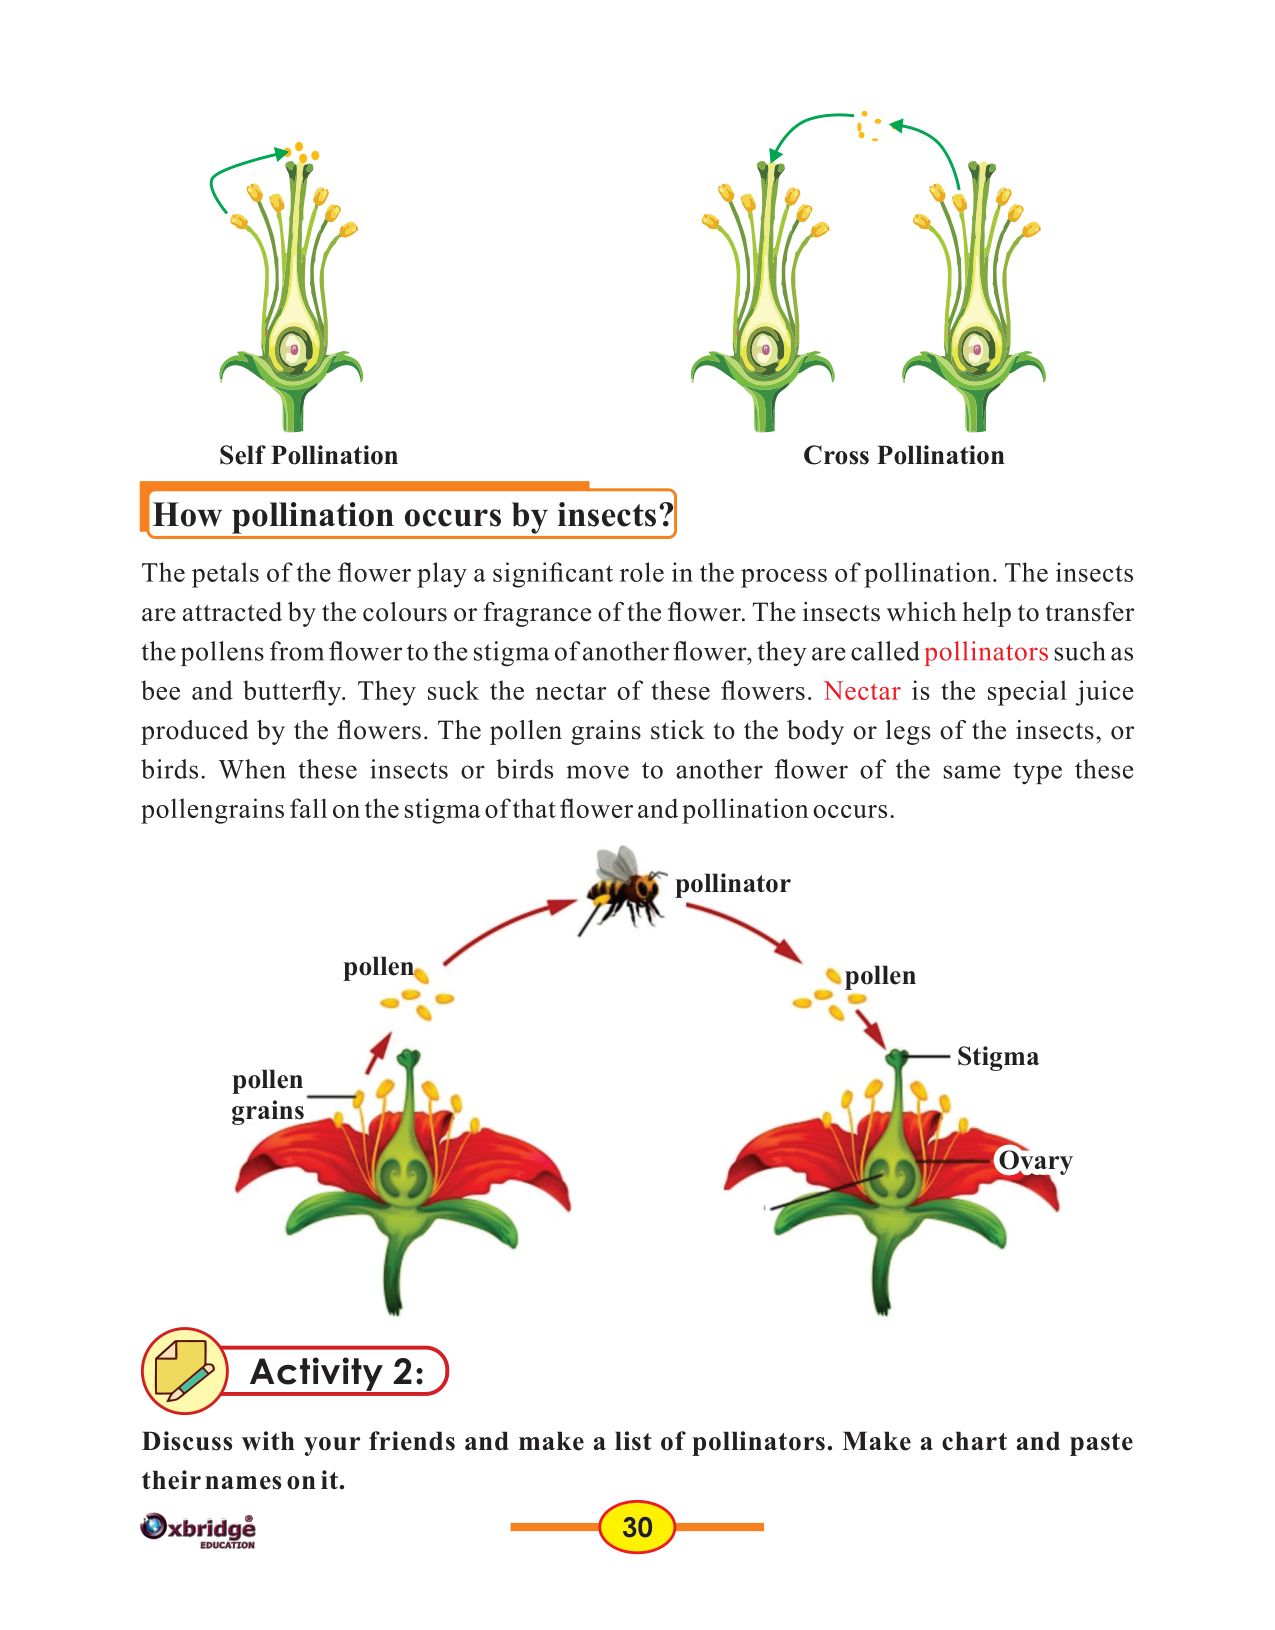 Self Pollination
Cross Pollination
How pollination occurs by insects?
The petals of the flower play a significant role in the process of pollination. The insects
are attracted by the colours or fragrance of the flower. The insects which help to transfer
the pollens from flower to the stigma of another flower, they are called pollinators such as
bee and butterfly. They suck the nectar of these flowers. Nectar is the special juice
produced by the flowers. The pollen grains stick to the body or legs of the insects, or
birds. When these insects or birds move to another flower of the same type these
pollengrains fall on the stigma of that flower and pollination occurs.
pollinator
pollen
pollen
Stigma
pollen
grains
Ovary
Activity 2:
Discuss with your friends and make a list of pollinators. Make a chart and paste
their names on it.
Oxbridge®
EDUCATION
30